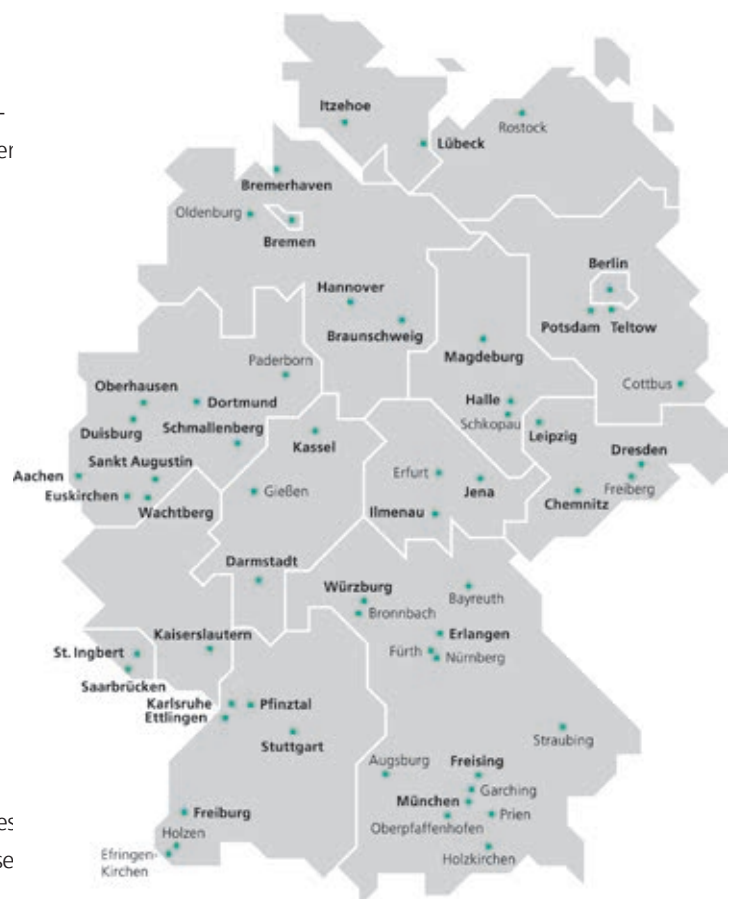 -
er
Itzehoe
Rostock
Lübeck
Bremerhaven
Oldenburg
Bremen
Berlin
Hannover
Braunschweig
Potsdam Teltow
Magdeburg
Paderborn
Cottbus
Oberhausen
Dortmund
Halle
Duisburg
Schmallenberg
Schkopau
Leipzig
Kassel
Dresden
Sankt Augustin
Aachen
Erfurt
Jena
Freiberg
Euskirchen
Gießen
Chemnitz
Wachtberg
Ilmenau
Darmstadt
Würzburg
Bayreuth
Bronnbach
Kaiserslautern
Erlangen
St. Ingbert
Fürth
Nürnberg
Saarbrücken
Karlsruhe
Pfinztal
Ettlingen
Stuttgart
Straubing
Augsburg
Freising
Garching
München
Freiburg
Prien
Oberpfaffenhofen
es
Holzen
Efringen-
Kirchen
se
Holzkirchen